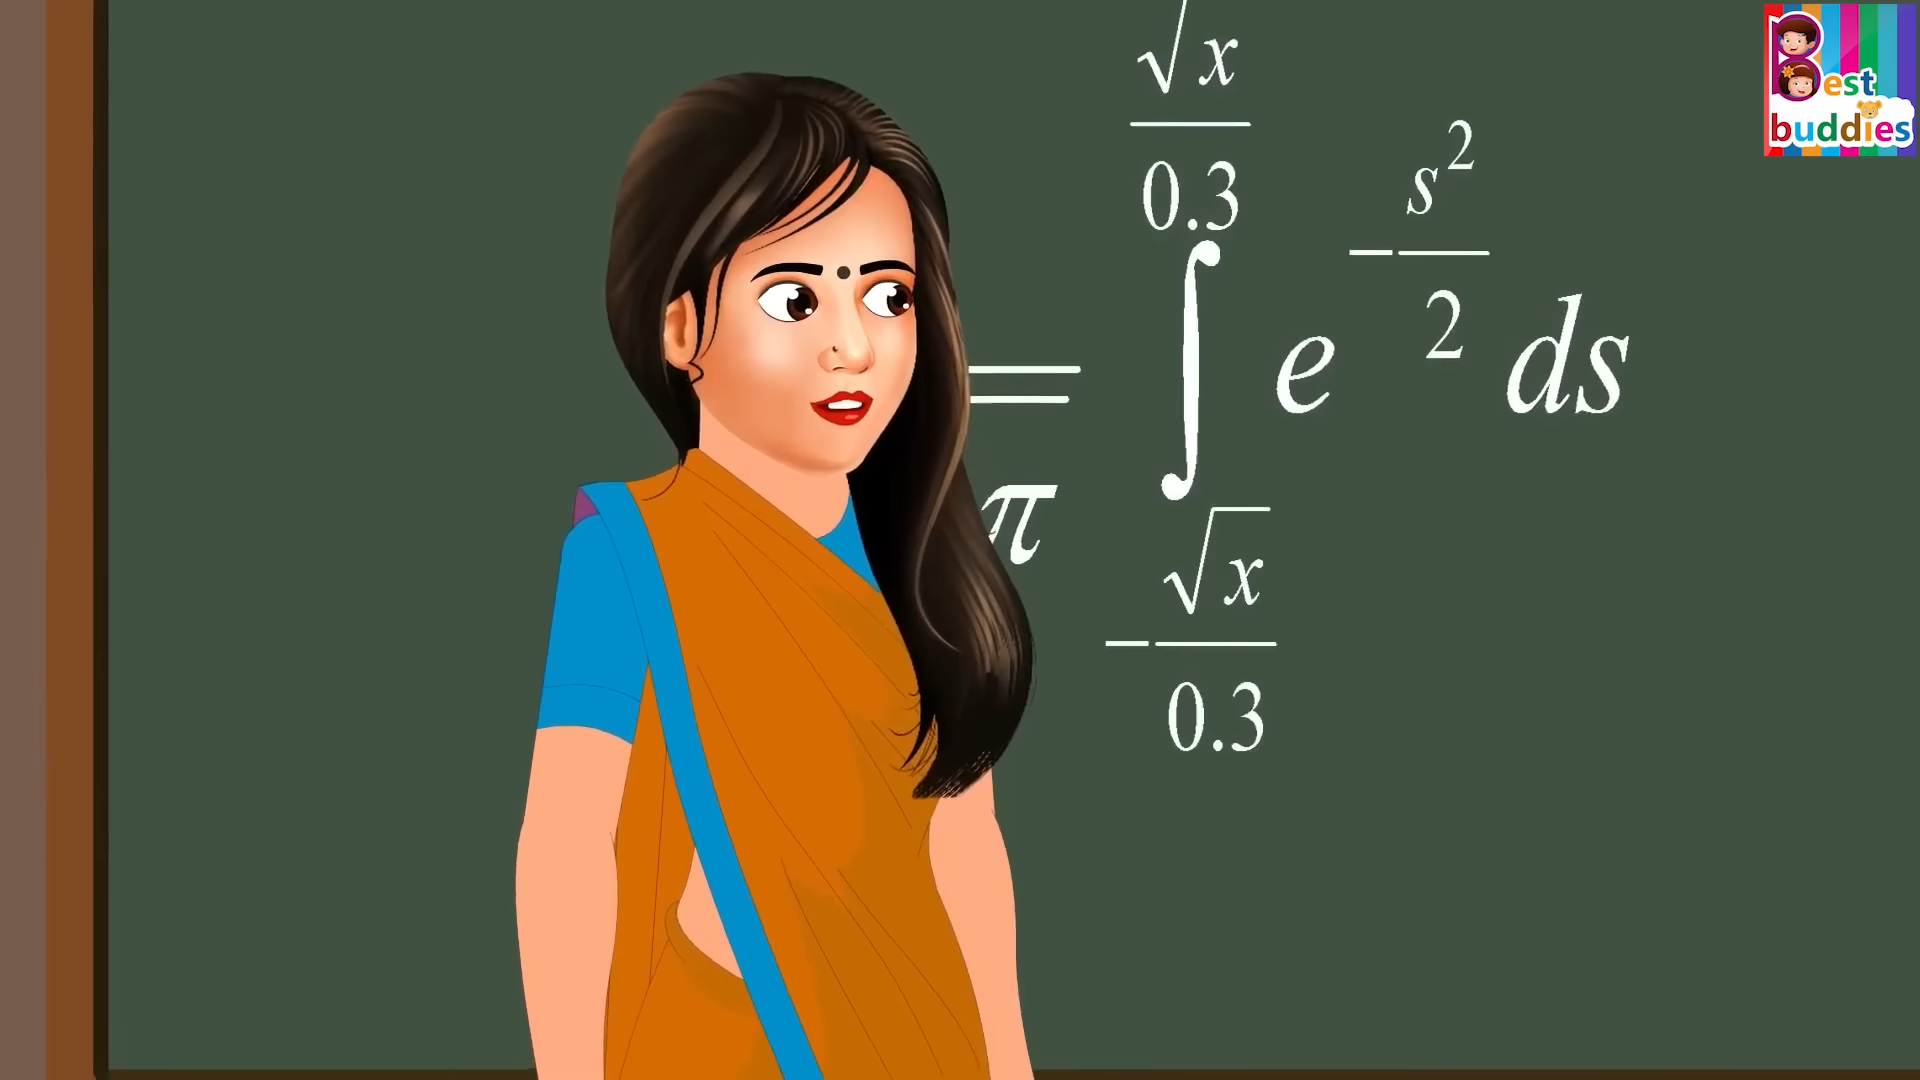 Best
buddies
√x
0.3
∫ e
- s²
2
ds
π
- √x
0.3